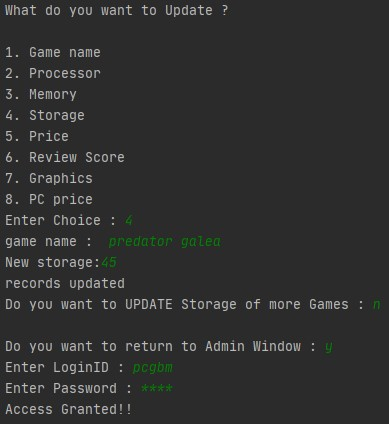 What do you want to Update ?
1. Game name
2. Processor
3. Memory
4. Storage
5. Price
6. Review Score
7. Graphics
8. PC price
Enter Choice : 4
game name :  predator galea
New storage:45
records updated
Do you want to UPDATE Storage of more Games : n
Do you want to return to Admin Window : y
Enter LoginID : pcgbm
Enter Password : ****
Access Granted!!